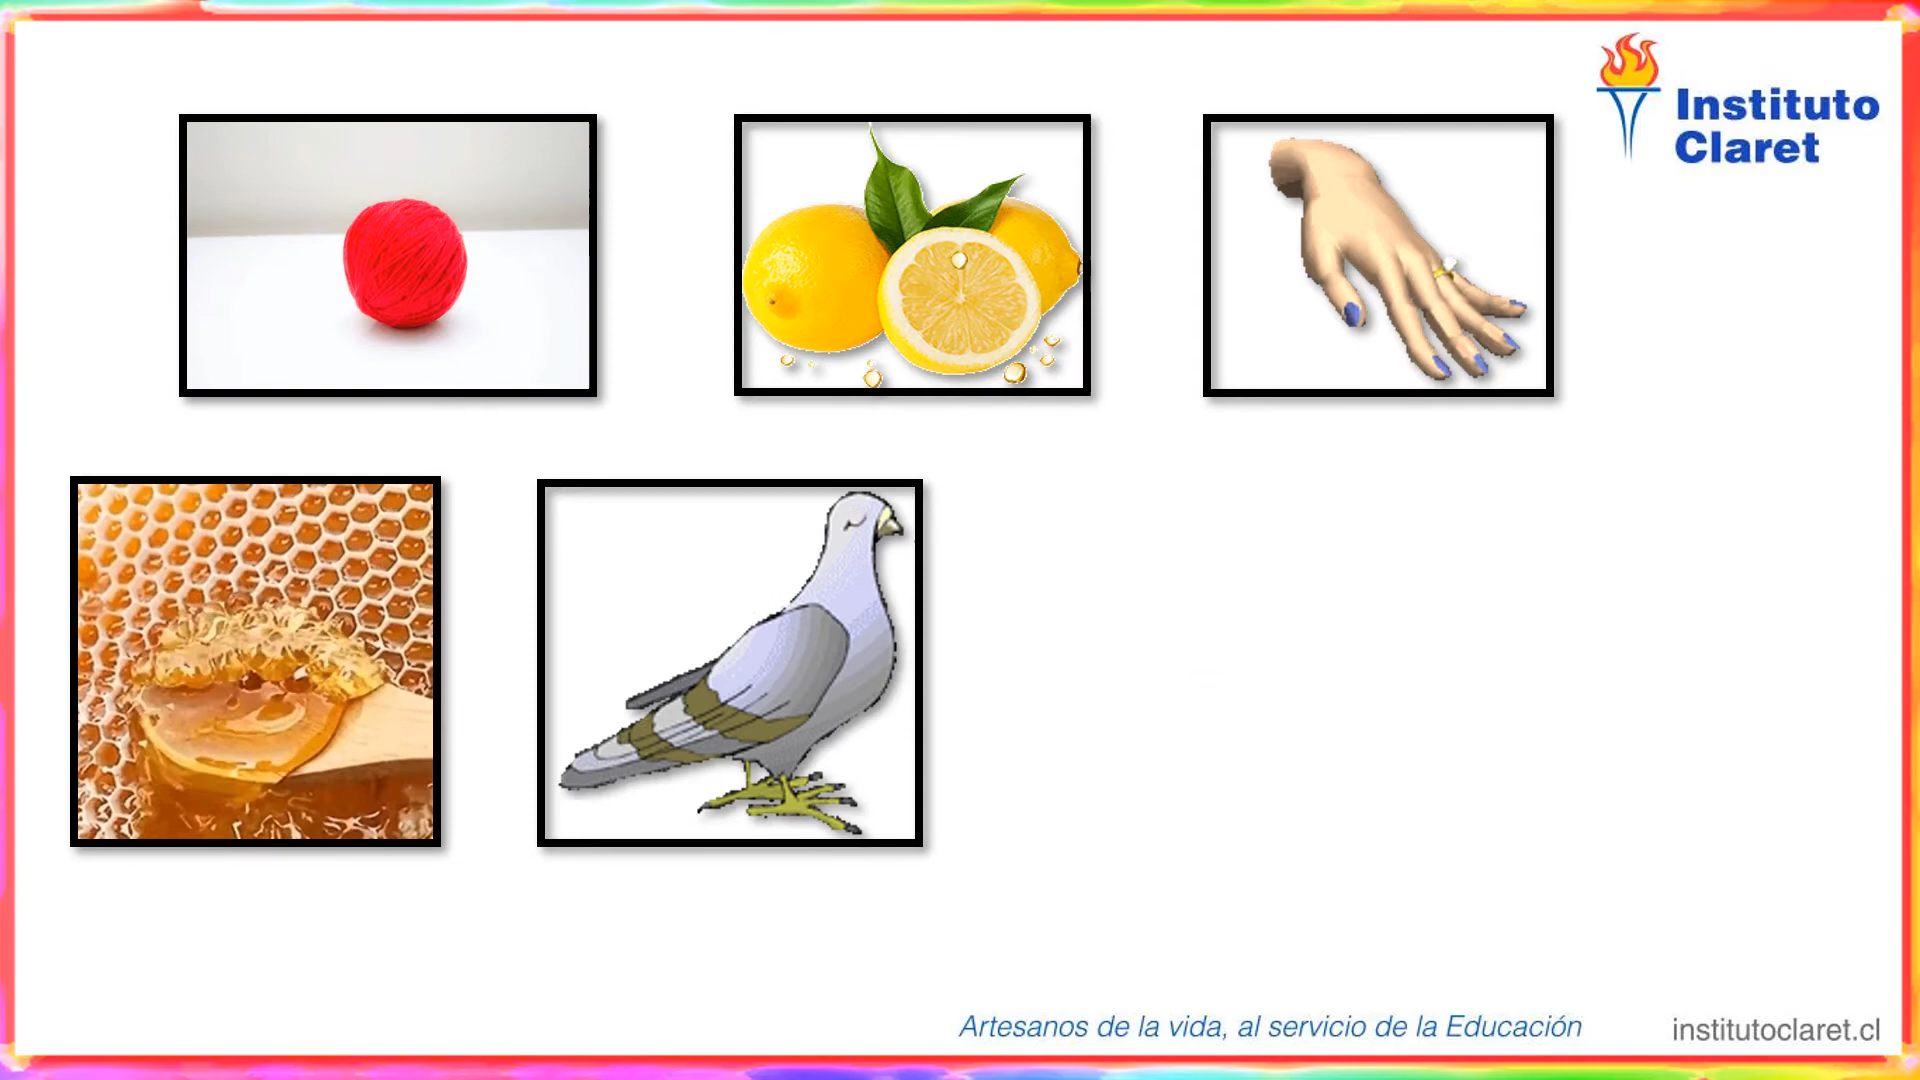 Instituto
Claret
Artesanos de la vida, al servicio de la Educación
institutoclaret.cl